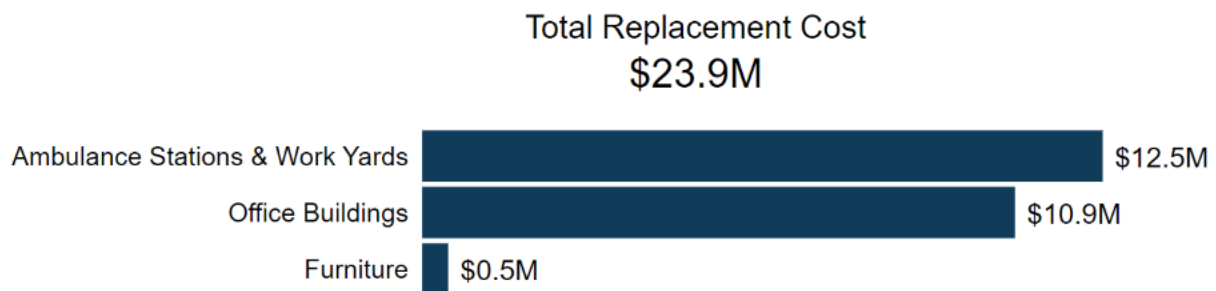 Total Replacement Cost
$23.9M
Ambulance Stations & Work Yards $12.5M
Office Buildings $10.9M
Furniture $0.5M